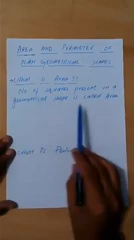 AREA AND PERIMETER OF
PLAN GEOMETRICAL SHAPES
What is Area?
No of squares present in a
geometrical shape is called Area